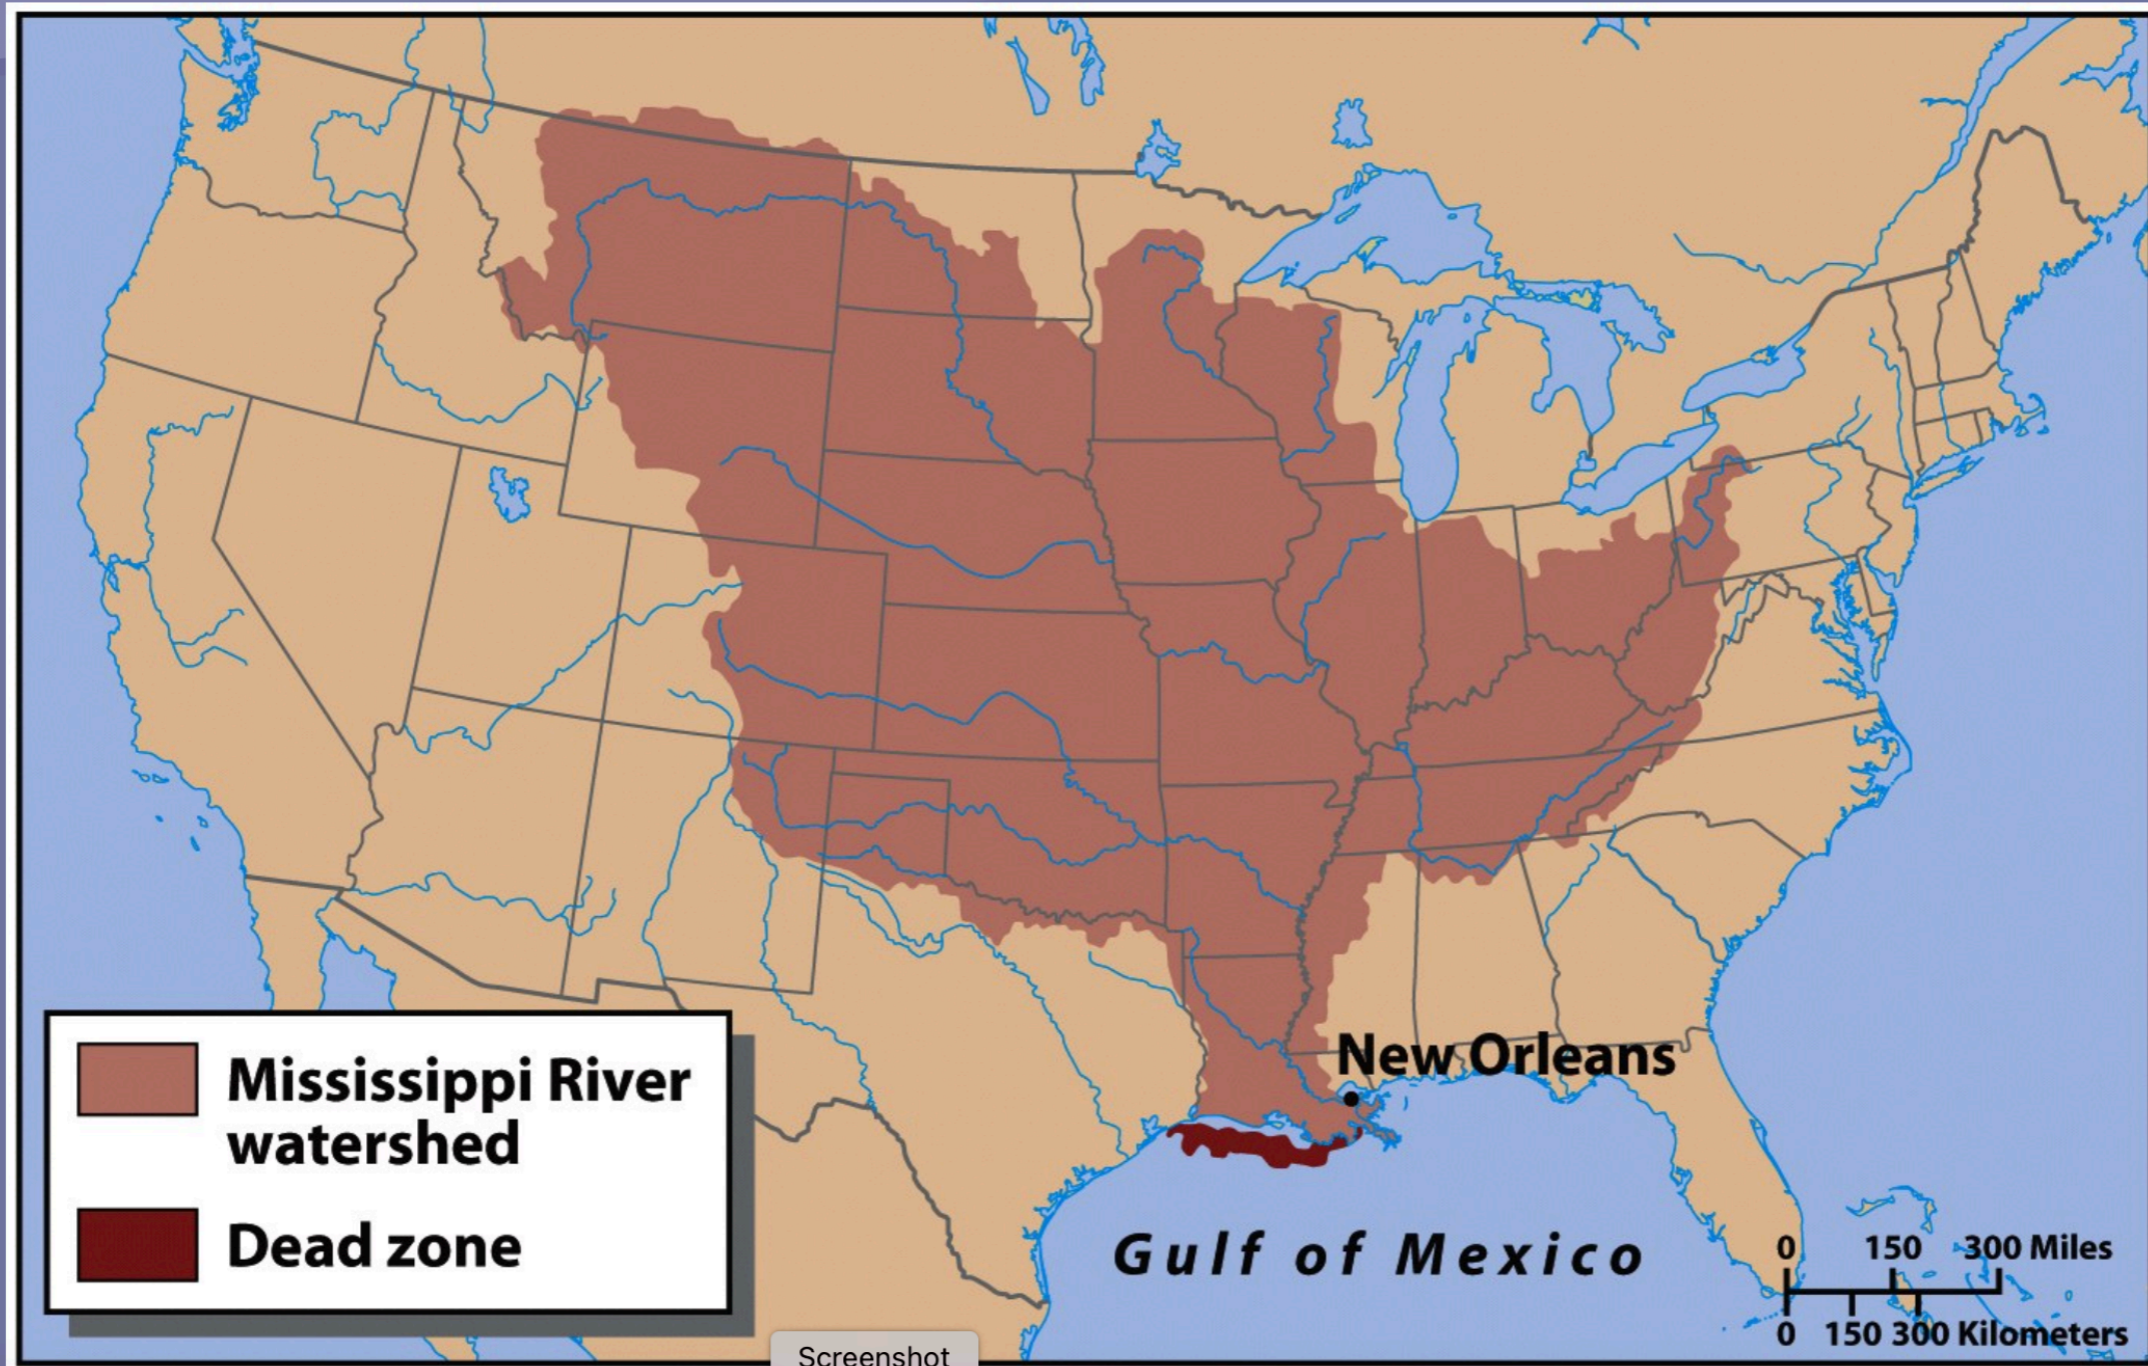 New Orleans
Mississippi River
watershed
Dead zone
Gulf of Mexico
0 150 300 Miles
0 150 300 Kilometers
Screenshot